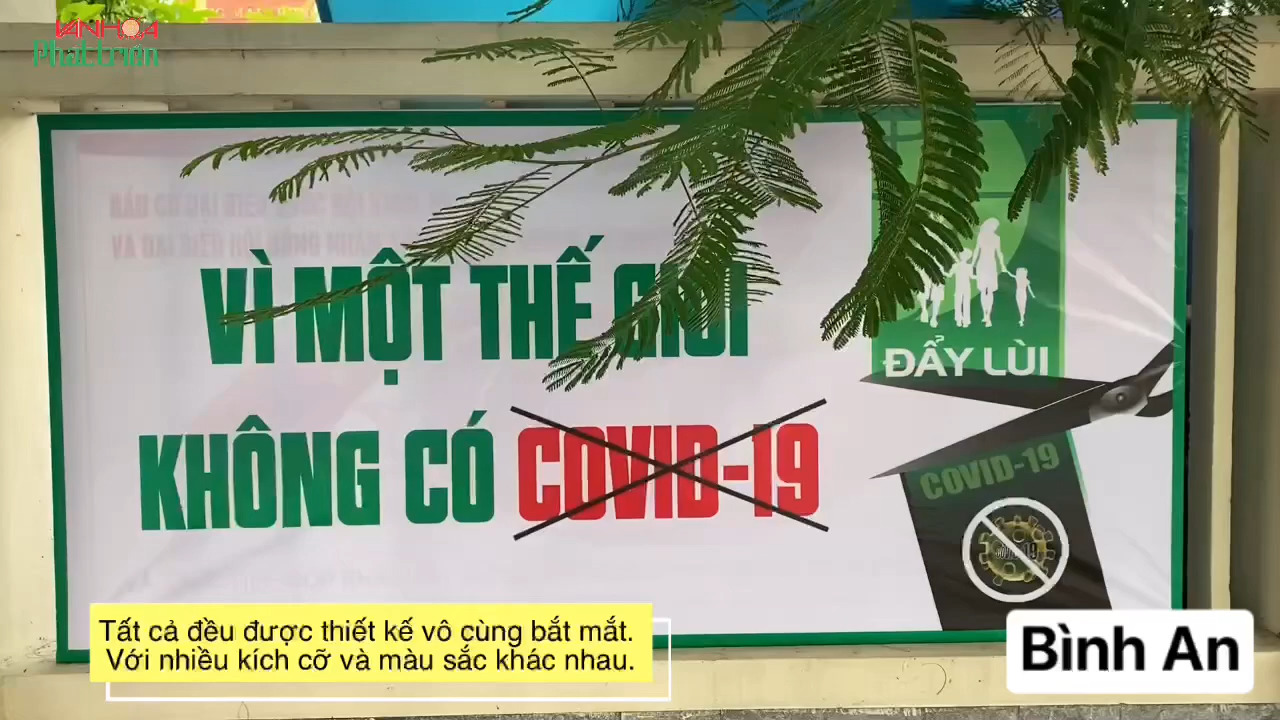 VĂN HÓA
Phát triển
VÌ MỘT THẾ GIỚI
KHÔNG CÓ COVID-19
ĐẨY LÙI
COVID-19
Tất cả đều được thiết kế vô cùng bắt mắt.
Với nhiều kích cỡ và màu sắc khác nhau.
Bình An